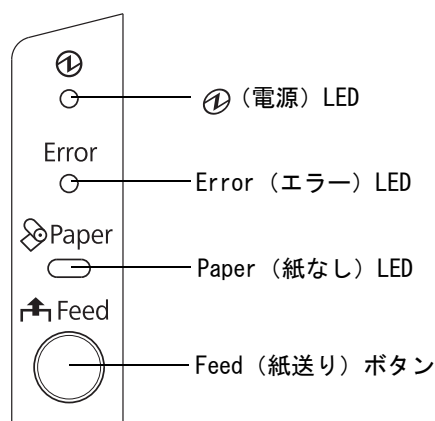 (電源) LED
Error
Error (エラー) LED
Paper
Paper (紙なし) LED
Feed
Feed (紙送り) ボタン